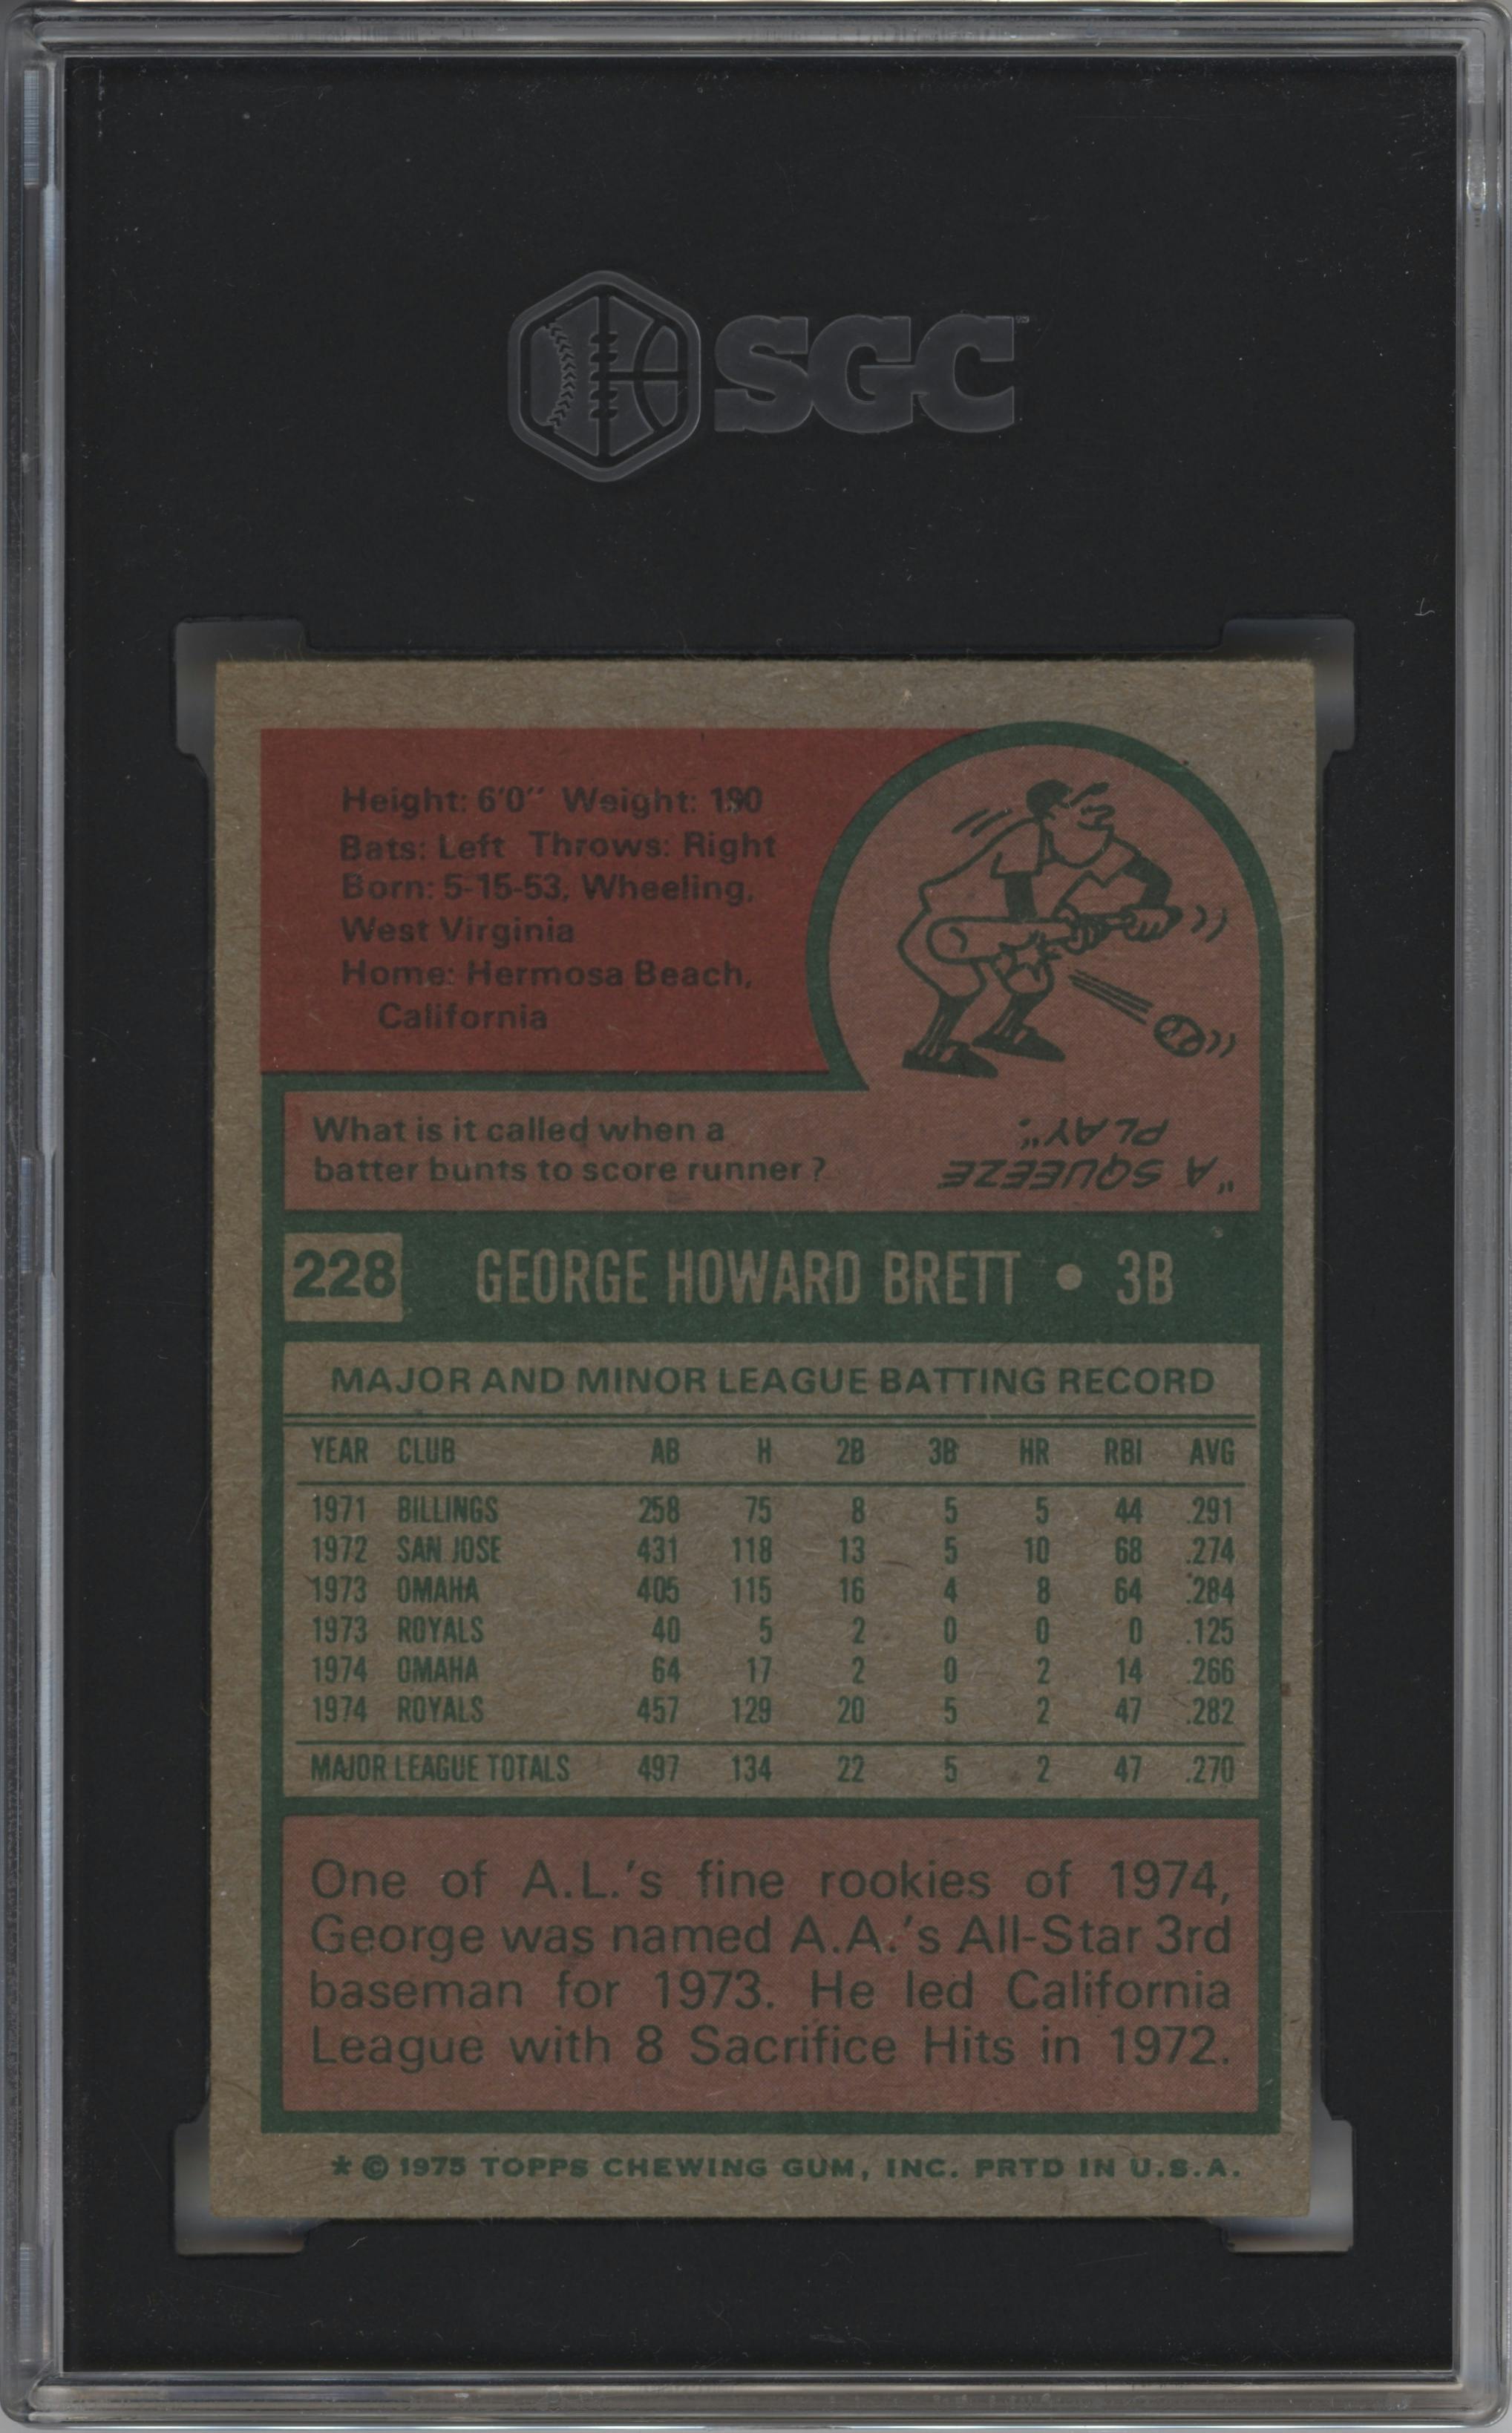 SGC
Height: 6'0" Weight: 190
Bats: Left Throws: Right
Born: 5-15-53, Wheeling,
West Virginia
Home: Hermosa Beach,
California
What is it called when a
batter bunts to score runner?
"A SQUEEZE
PLAY".
228 GEORGE HOWARD BRETT • 3B
MAJOR AND MINOR LEAGUE BATTING RECORD
YEAR CLUB AB H 2B 3B HR RBI AVG
1971 BILLINGS 258 75 8 5 5 44 .291
1972 SAN JOSE 431 118 13 5 10 68 .274
1973 OMAHA 405 115 16 4 8 64 .284
1973 ROYALS 40 5 2 0 0 0 .125
1974 OMAHA 64 17 2 0 2 14 .266
1974 ROYALS 457 129 20 5 2 47 .282
MAJOR LEAGUE TOTALS 497 134 22 5 2 47 .270
One of A.L.'s fine rookies of 1974,
George was named A.A.'s All-Star 3rd
baseman for 1973. He led California
League with 8 Sacrifice Hits in 1972.
* © 1975 TOPPS CHEWING GUM, INC. PRTD IN U.S.A.